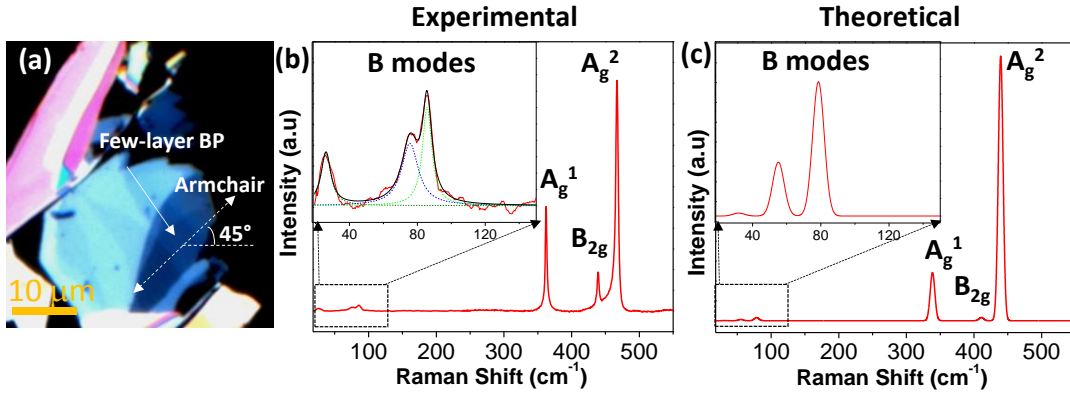 Experimental
Theoretical
(a)
Few-layer BP
Armchair
45°
10 μm
(b)
B modes
40 80 120
A_g^1
B_2g
A_g^2
Intensity (a.u)
100 200 300 400 500
Raman Shift (cm^-1)
(c)
B modes
40 80 120
A_g^1
B_2g
A_g^2
Intensity (a.u)
100 200 300 400 500
Raman Shift (cm^-1)